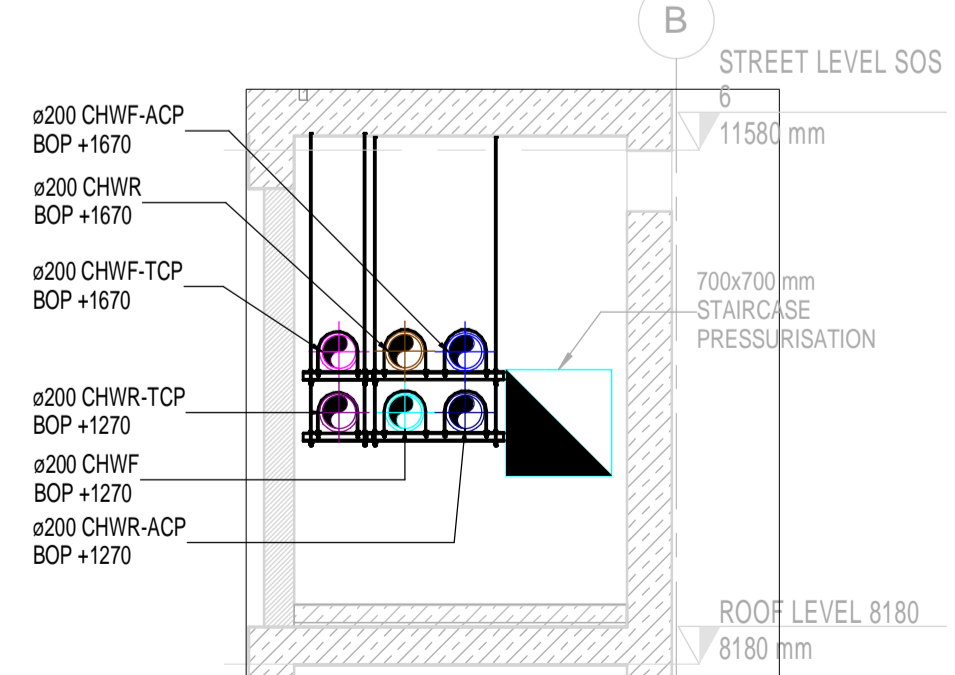 B
STREET LEVEL SOS
6
11580 mm
ø200 CHWF-ACP
BOP +1670
ø200 CHWR
BOP +1670
ø200 CHWF-TCP
BOP +1670
700x700 mm
STAIRCASE
PRESSURISATION
ø200 CHWR-TCP
BOP +1270
ø200 CHWF
BOP +1270
ø200 CHWR-ACP
BOP +1270
ROOF LEVEL 8180
8180 mm